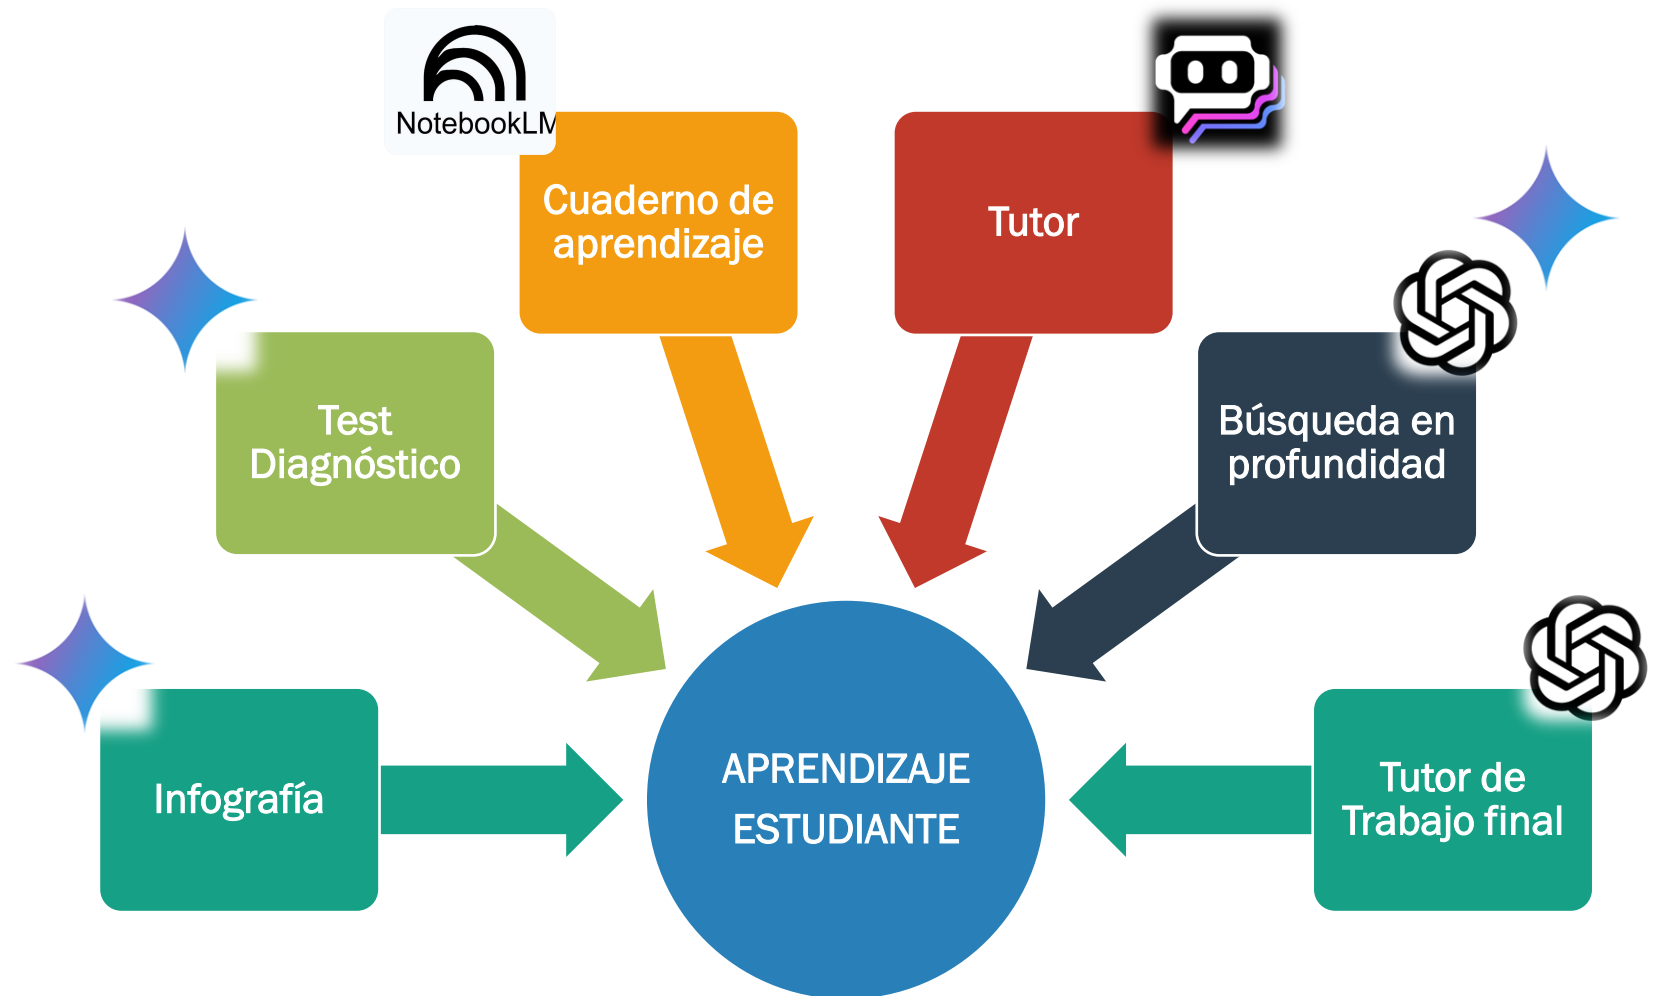 NotebookLM
Cuaderno de
aprendizaje
Tutor
Test
Diagnóstico
Búsqueda en
profundidad
Infografía
APRENDIZAJE
ESTUDIANTE
Tutor de
Trabajo final